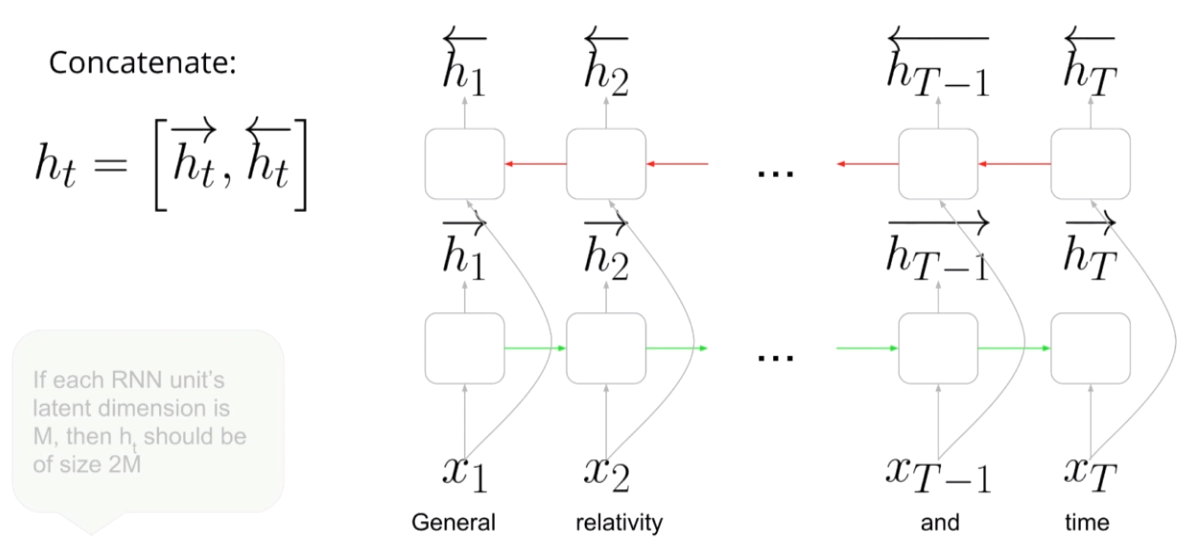 Concatenate:
$h_t = \left[\overrightarrow{h_t}, \overleftarrow{h_t}\right]$
If each RNN unit's
latent dimension is
M, then h$_t$ should be
of size 2M
$\overleftarrow{h_1}$ $\overleftarrow{h_2}$ $\overleftarrow{h_{T-1}}$ $\overleftarrow{h_T}$
...
$\overrightarrow{h_1}$ $\overrightarrow{h_2}$ $\overrightarrow{h_{T-1}}$ $\overrightarrow{h_T}$
...
$x_1$ $x_2$ $x_{T-1}$ $x_T$
General relativity and time